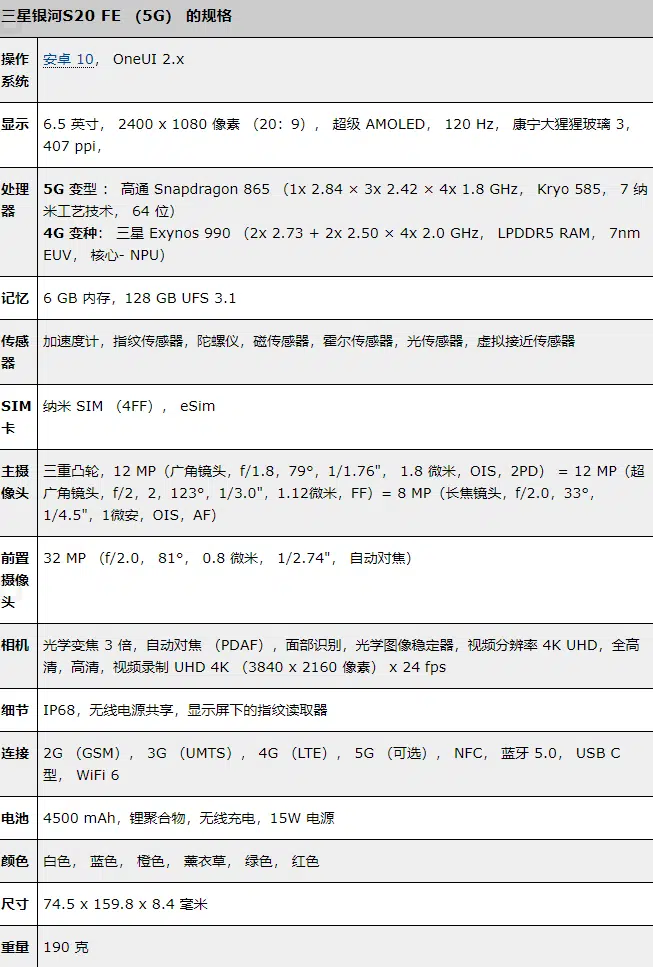 三星银河S20 FE （5G） 的规格
操作
系统
安卓 10， OneUI 2.x
显示
6.5 英寸， 2400 x 1080 像素 （20：9）， 超级 AMOLED， 120 Hz， 康宁大猩猩玻璃 3，
407 ppi，
处理
器
5G 变型 ： 高通 Snapdragon 865 （1x 2.84 × 3x 2.42 × 4x 1.8 GHz， Kryo 585， 7 纳
米工艺技术， 64 位）
4G 变种： 三星 Exynos 990 （2x 2.73 + 2x 2.50 × 4x 2.0 GHz， LPDDR5 RAM， 7nm
EUV， 核心- NPU）
记忆
6 GB 内存，128 GB UFS 3.1
传感
器
加速度计，指纹传感器，陀螺仪，磁传感器，霍尔传感器，光传感器，虚拟接近传感器
SIM
卡
纳米 SIM （4FF）， eSim
主摄
像头
三重凸轮，12 MP（广角镜头，f/1.8，79°，1/1.76"， 1.8 微米，OIS，2PD） = 12 MP（超
广角镜头，f/2，2，123°，1/3.0"，1.12微米，FF）= 8 MP（长焦镜头，f/2.0，33°，
1/4.5"，1微安，OIS，AF）
前置
摄像
头
32 MP （f/2.0， 81°， 0.8 微米， 1/2.74"， 自动对焦）
相机
光学变焦 3 倍，自动对焦 （PDAF），面部识别，光学图像稳定器，视频分辨率 4K UHD，全高
清，高清，视频录制 UHD 4K （3840 x 2160 像素） x 24 fps
细节
IP68，无线电源共享，显示屏下的指纹读取器
连接
2G （GSM）， 3G （UMTS）， 4G （LTE）， 5G （可选）， NFC， 蓝牙 5.0， USB C
型， WiFi 6
电池
4500 mAh，锂聚合物，无线充电，15W 电源
颜色
白色， 蓝色， 橙色， 薰衣草， 绿色， 红色
尺寸
74.5 x 159.8 x 8.4 毫米
重量
190 克